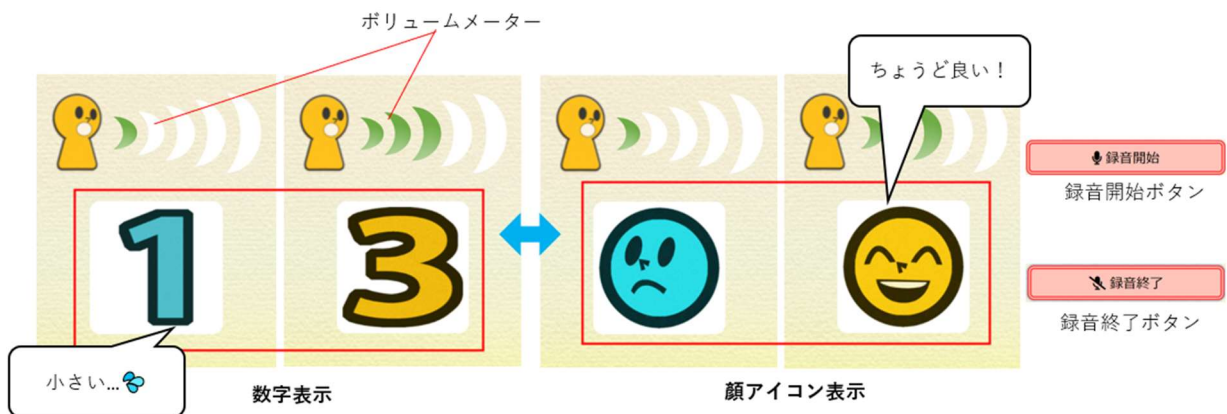 ボリュームメーター
ちょうど良い！
録音開始
録音開始ボタン
1
3
録音終了
録音終了ボタン
小さい...
数字表示
顔アイコン表示